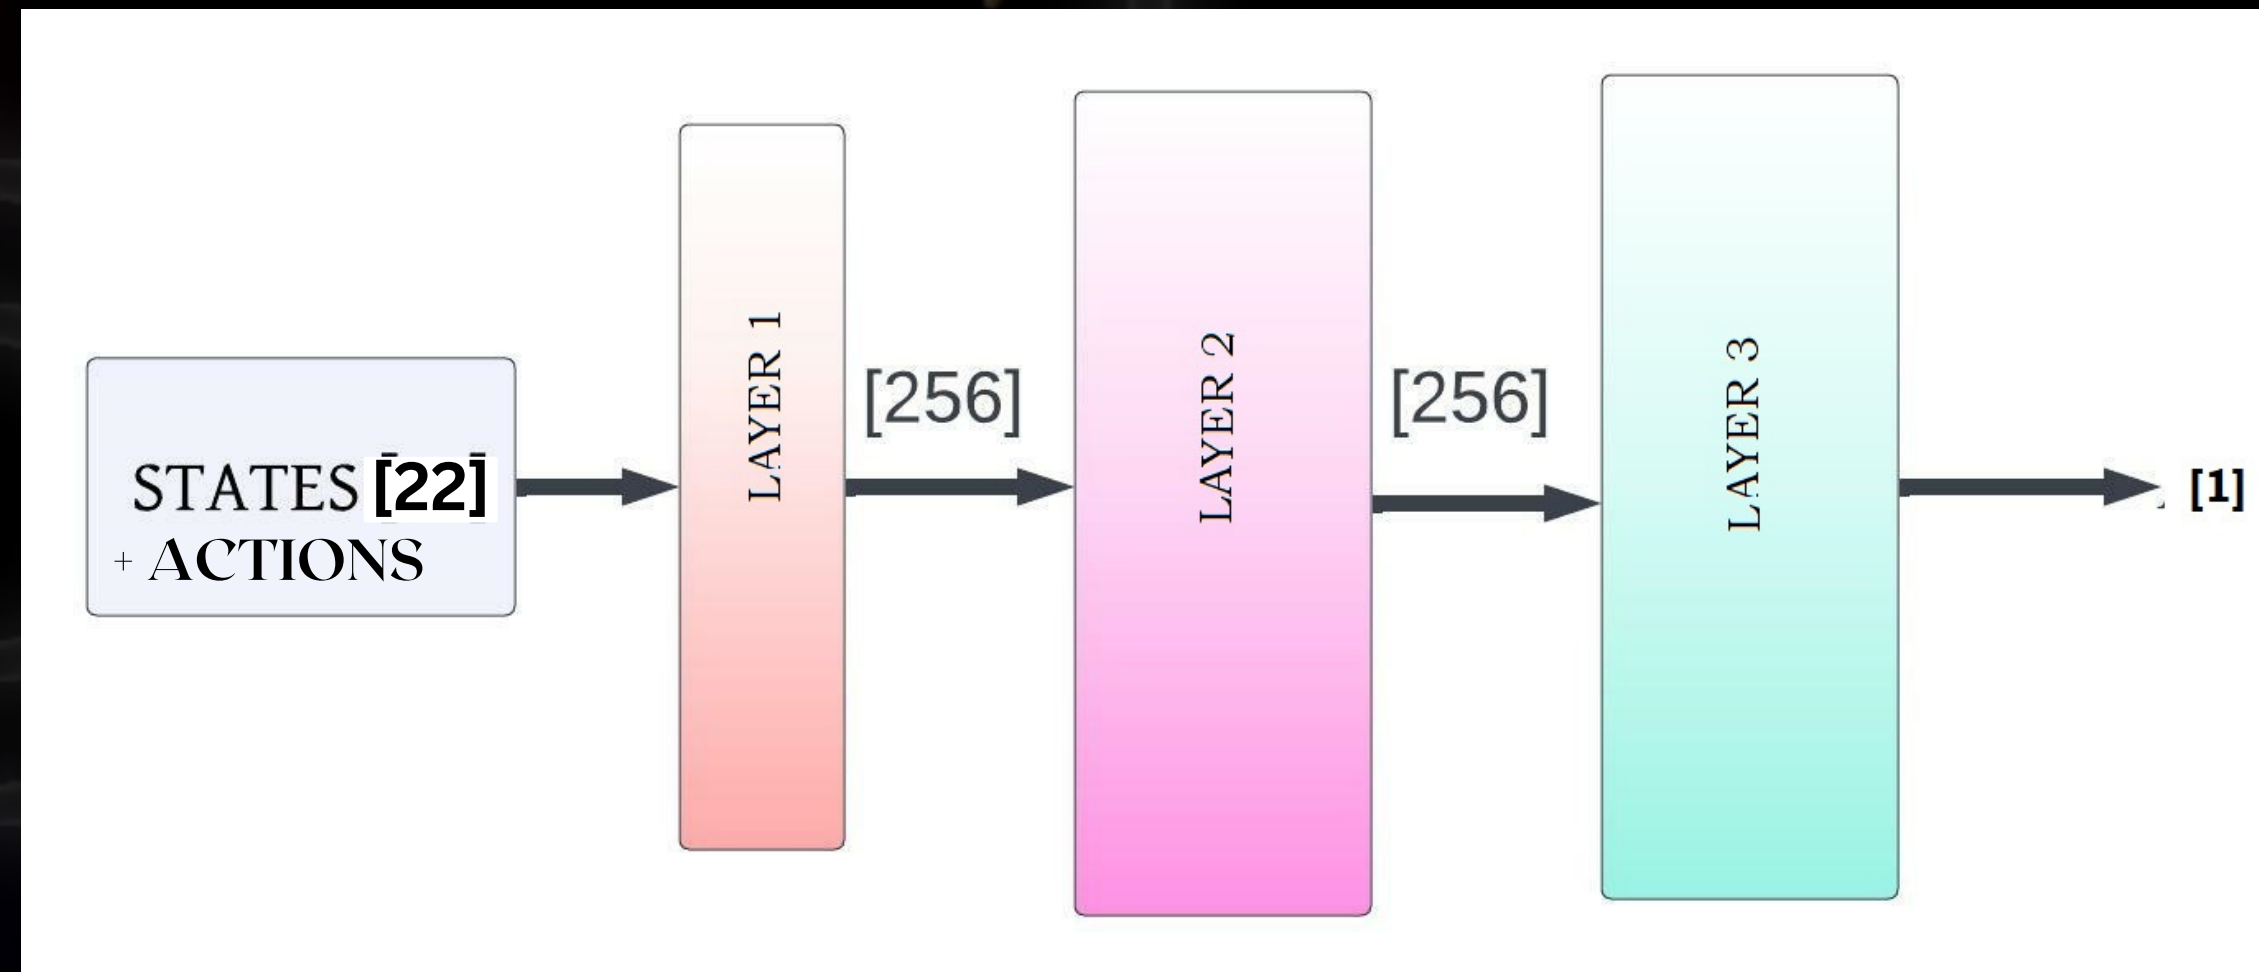 STATES [22]
+ ACTIONS
LAYER 1
[256]
LAYER 2
[256]
LAYER 3
[1]